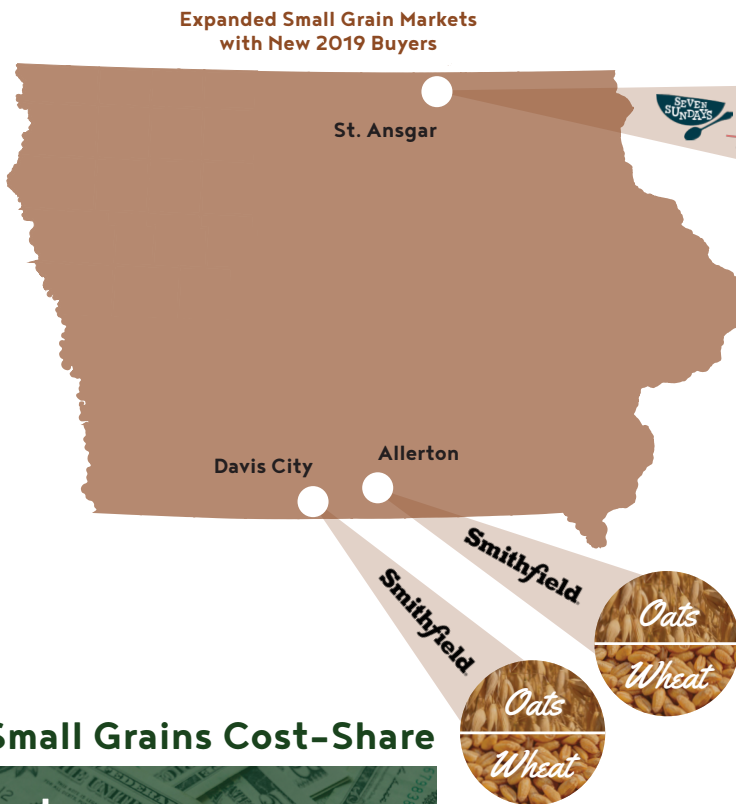 Expanded Small Grain Markets
with New 2019 Buyers
St. Ansgar
SEVEN
SUNDAYS
Davis City
Allerton
Smithfield
Smithfield
Oats
Wheat
Oats
Wheat
Small Grains Cost-Share